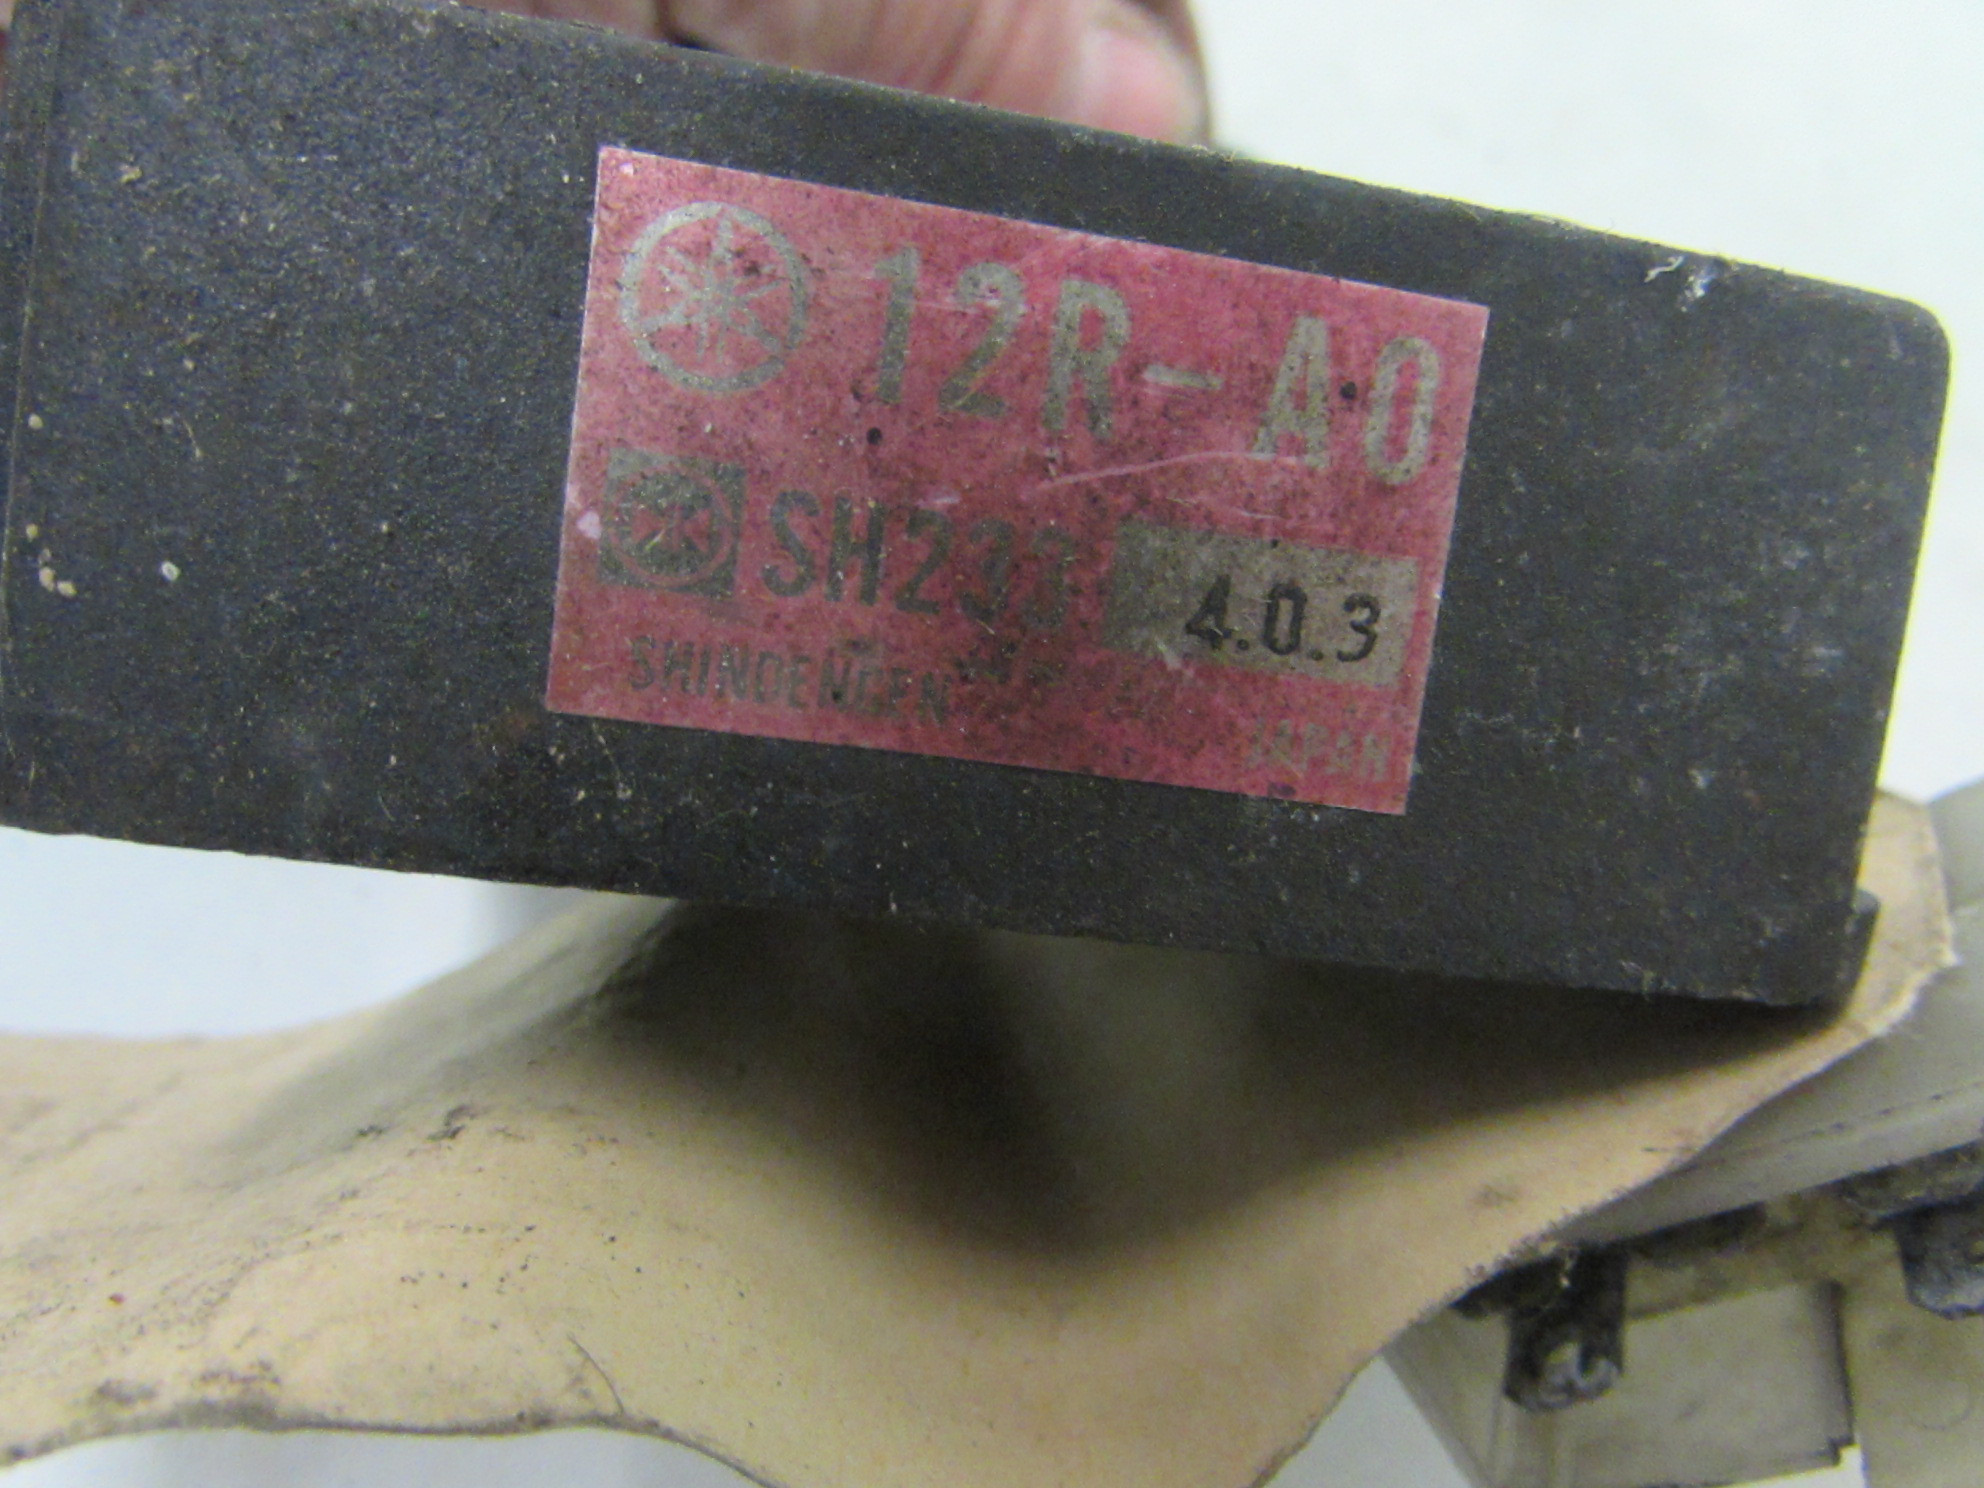 12R-A0
SH233 4.0.3
SHINDENGEN
JAPAN